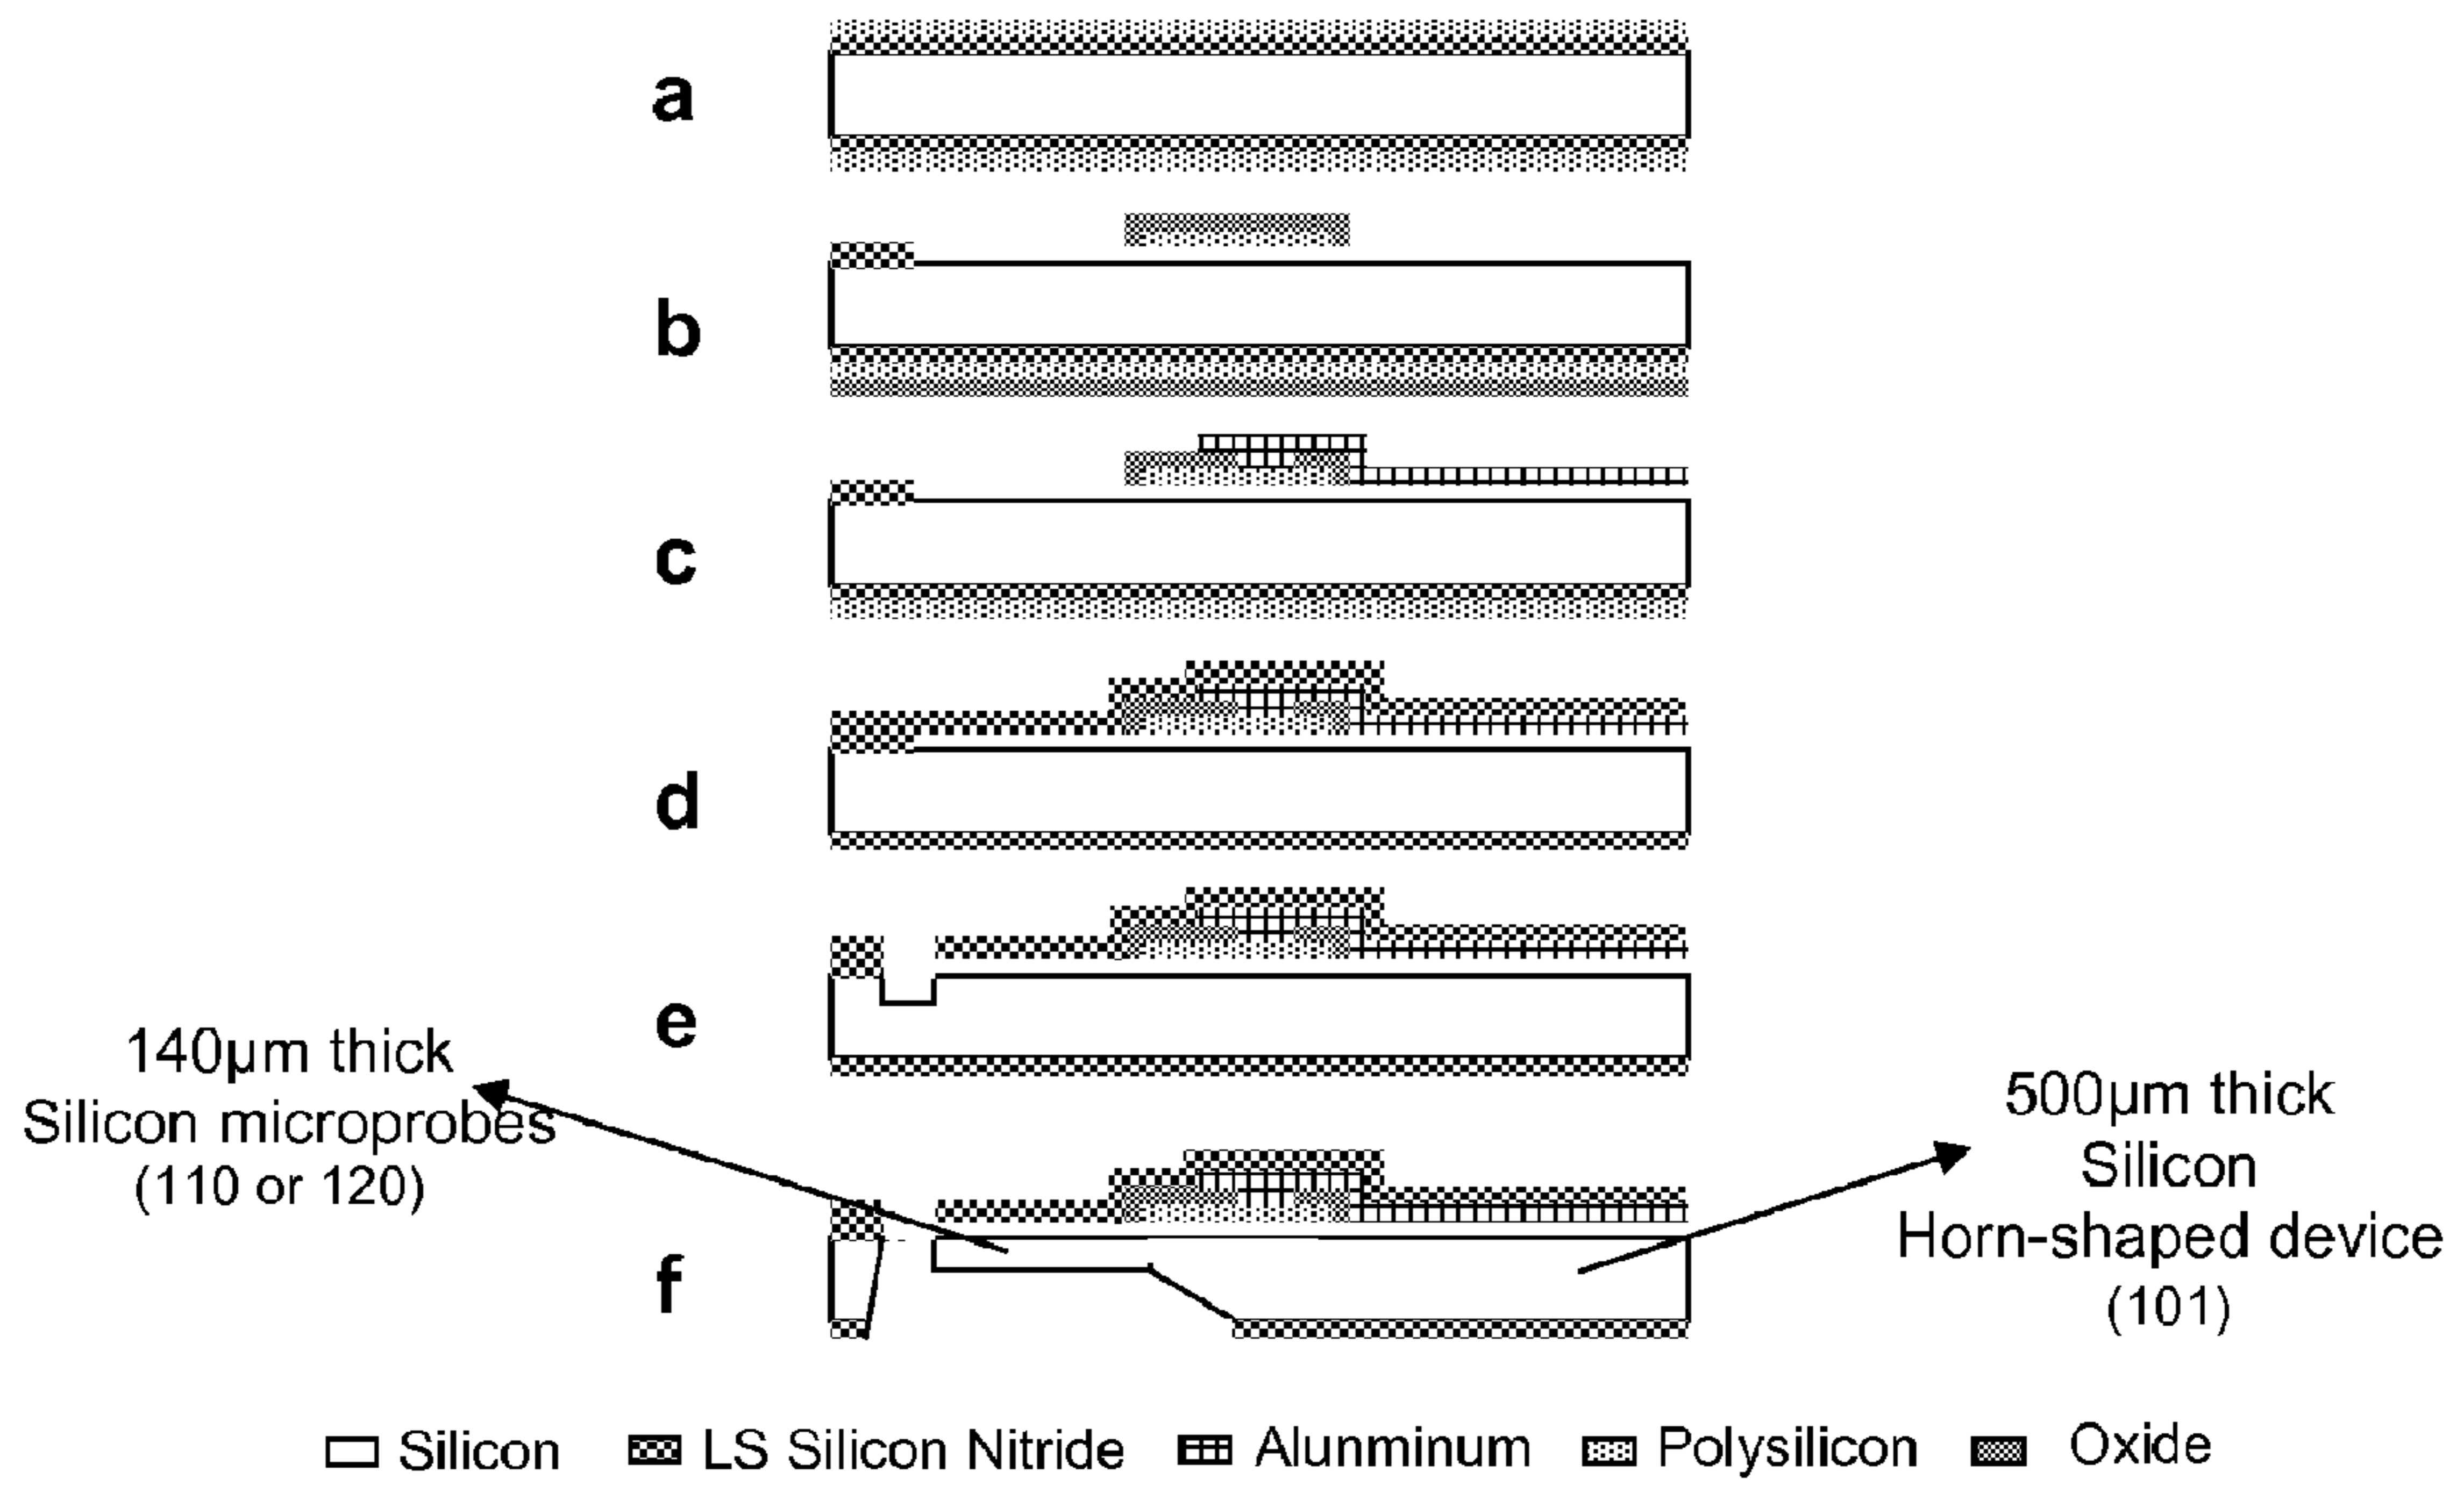 a
b
c
d
e
140µm thick
Silicon microprobes
(110 or 120)
500µm thick
Silicon
Horn-shaped device
(101)
f
Silicon
LS Silicon Nitride
Alunminum
Polysilicon
Oxide